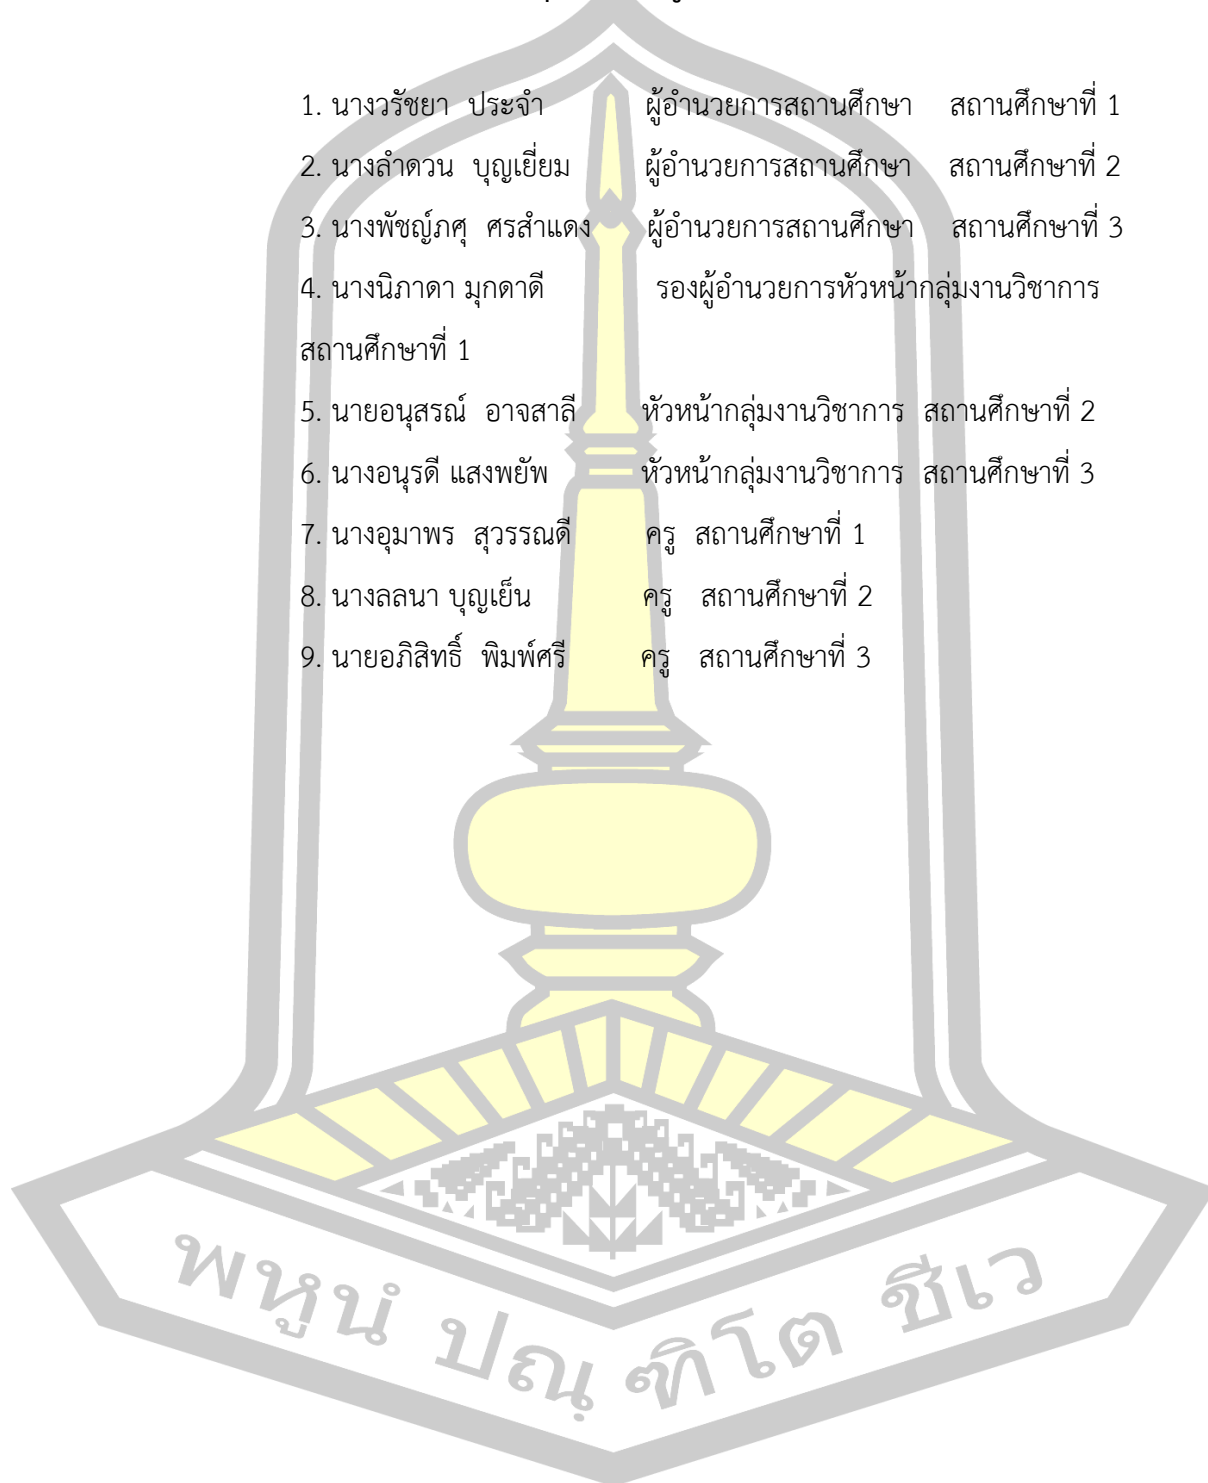 1. นางวรัชยา ประจำ ผู้อำนวยการสถานศึกษา สถานศึกษาที่ 1
2. นางลำดวน บุญเยี่ยม ผู้อำนวยการสถานศึกษา สถานศึกษาที่ 2
3. นางพัชญ์ภศุ ศรสำแดง ผู้อำนวยการสถานศึกษา สถานศึกษาที่ 3
4. นางนิภาดา มุกดาดี รองผู้อำนวยการหัวหน้ากลุ่มงานวิชาการ
สถานศึกษาที่ 1
5. นายอนุสรณ์ อาจสาลี หัวหน้ากลุ่มงานวิชาการ สถานศึกษาที่ 2
6. นางอนุรดี แสงพยัพ หัวหน้ากลุ่มงานวิชาการ สถานศึกษาที่ 3
7. นางอุมาพร สุวรรณดี ครู สถานศึกษาที่ 1
8. นางลลนา บุญเย็น ครู สถานศึกษาที่ 2
9. นายอภิสิทธิ์ พิมพ์ศรี ครู สถานศึกษาที่ 3
พหูนํ ปณฺฑิโต ชีเว